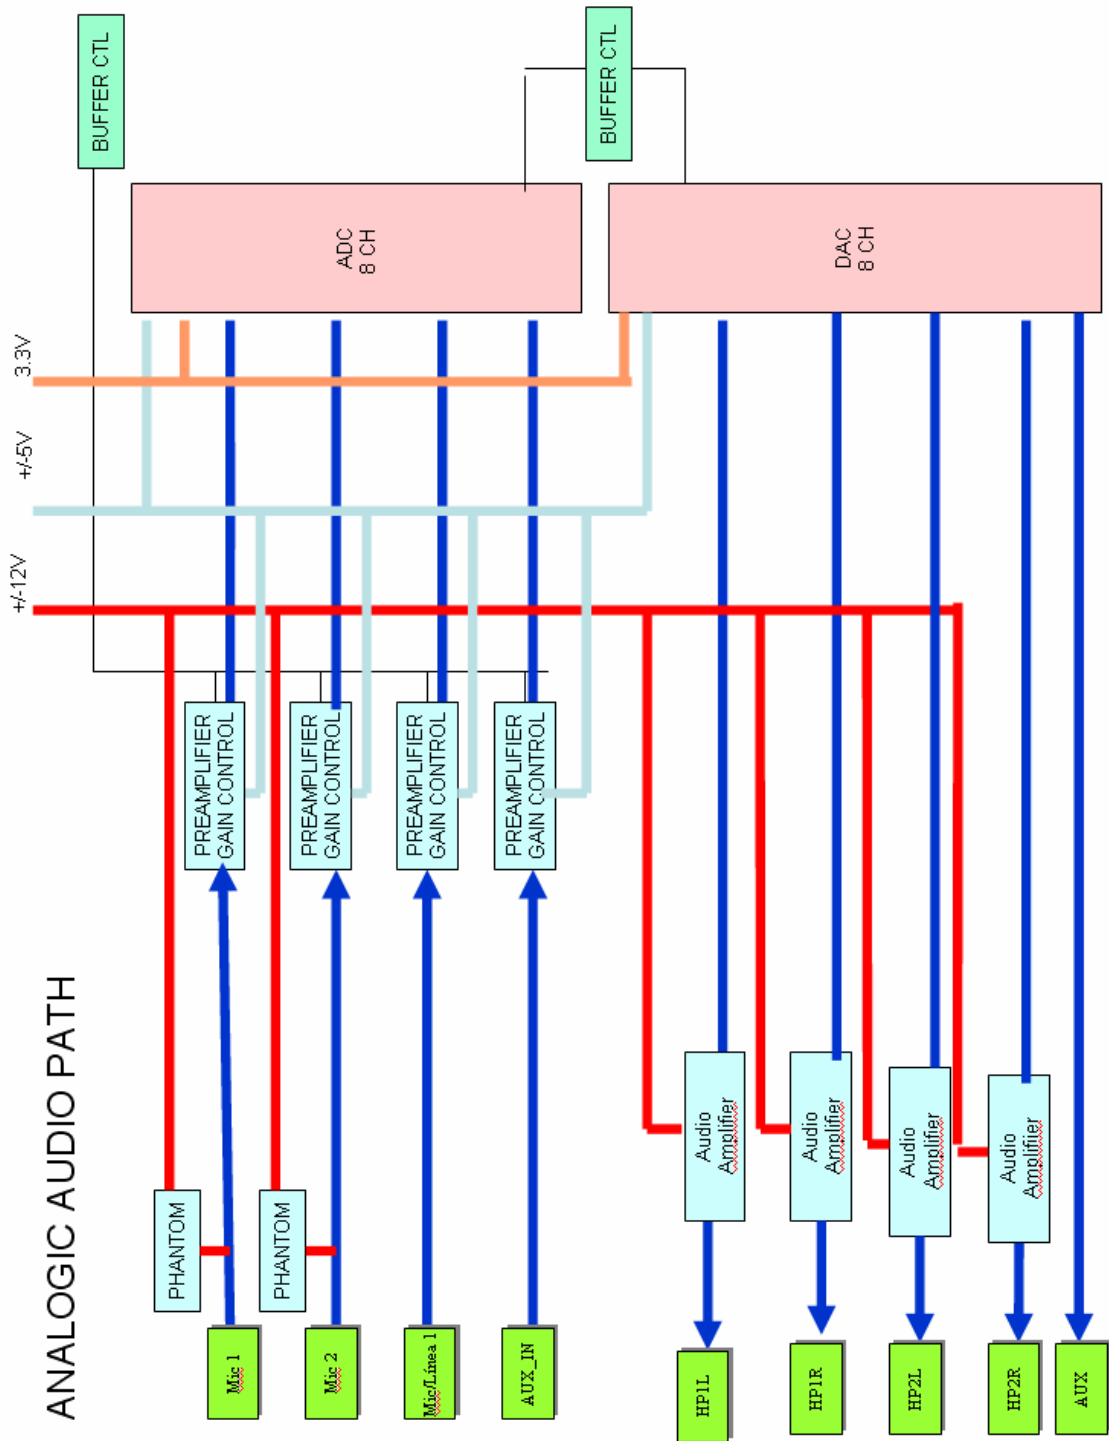 ANALOGIC AUDIO PATH
+/-12V
+/-5V
3.3V
BUFFER CTL
PHANTOM
Mic 1
PREAMPLIFIER
GAIN CONTROL
ADC
8 CH
PHANTOM
Mic 2
PREAMPLIFIER
GAIN CONTROL
Mic/Línea 1
PREAMPLIFIER
GAIN CONTROL
AUX_IN
PREAMPLIFIER
GAIN CONTROL
BUFFER CTL
HP1L
Audio
Amplifier
DAC
8 CH
HP1R
Audio
Amplifier
HP2L
Audio
Amplifier
HP2R
Audio
Amplifier
AUX